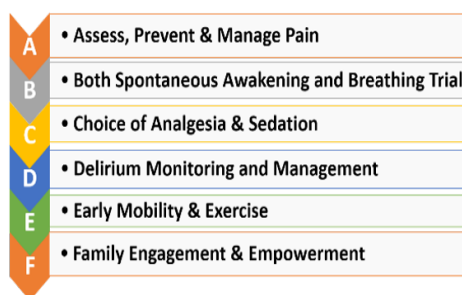 A • Assess, Prevent & Manage Pain
B • Both Spontaneous Awakening and Breathing Trial
C • Choice of Analgesia & Sedation
D • Delirium Monitoring and Management
E • Early Mobility & Exercise
F • Family Engagement & Empowerment